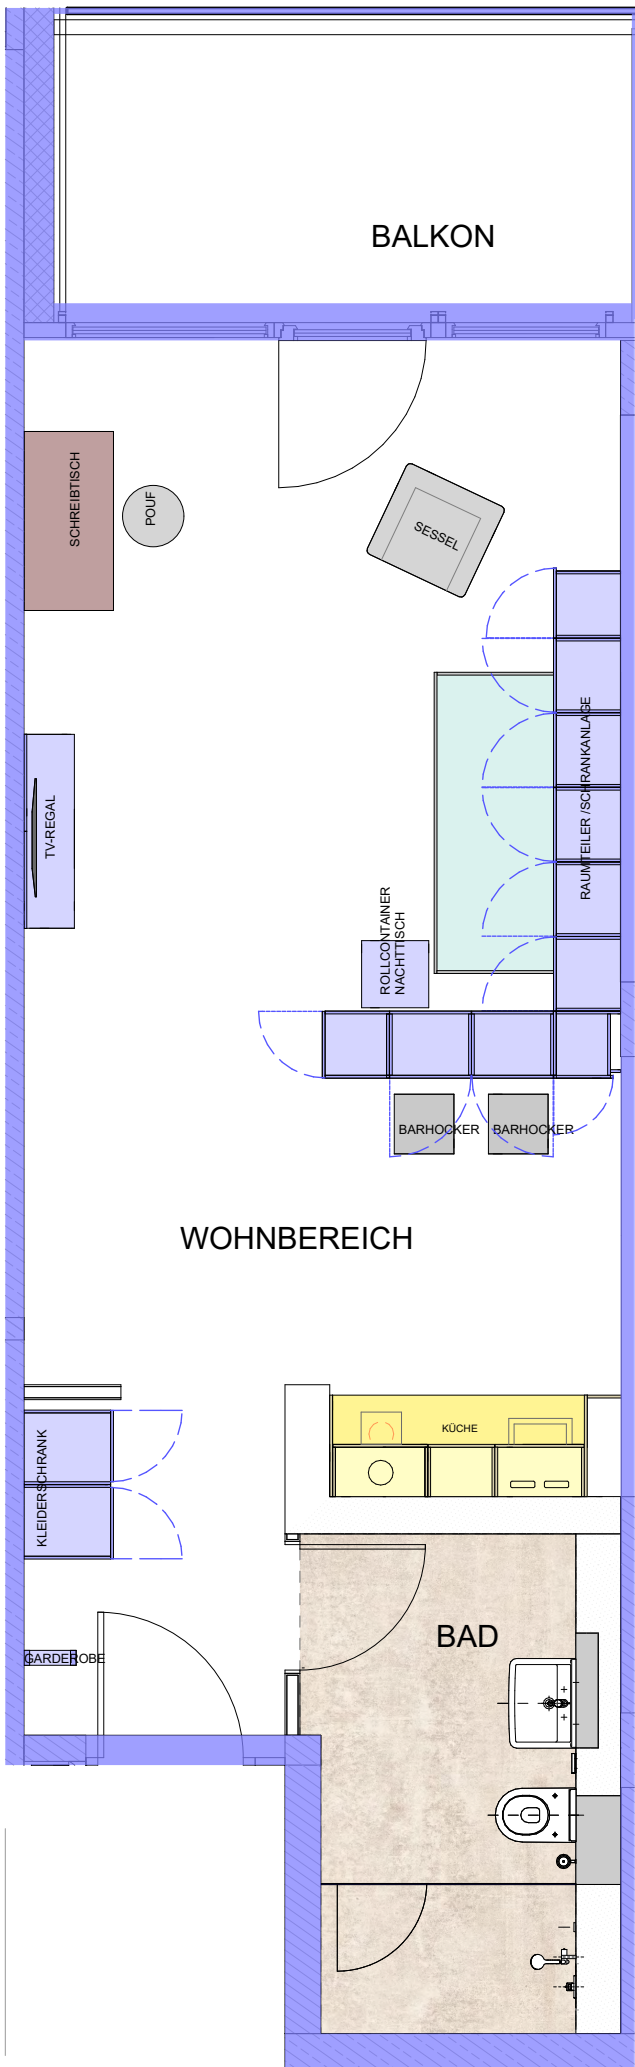 BALKON
SCHREIBTISCH
POUF
SESSEL
RAUMTEILER /SCHRANKANLAGE
TV-REGAL
ROLLCONTAINER
NACHTTISCH
BARHOCKER
BARHOCKER
WOHNBEREICH
KÜCHE
KLEIDERSCHRANK
BAD
GARDEROBE